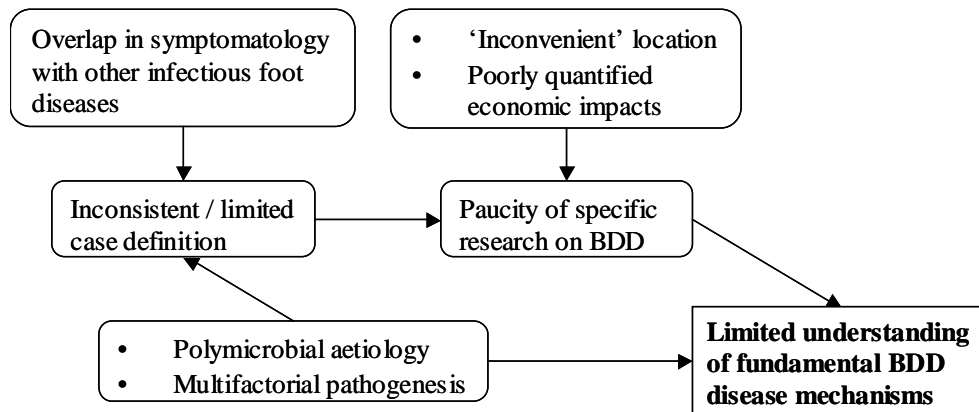 Overlap in symptomatology
with other infectious foot
diseases
• ‘Inconvenient’ location
• Poorly quantified
economic impacts
Inconsistent / limited
case definition
Paucity of specific
research on BDD
• Polymicrobial aetiology
• Multifactorial pathogenesis
Limited understanding
of fundamental BDD
disease mechanisms